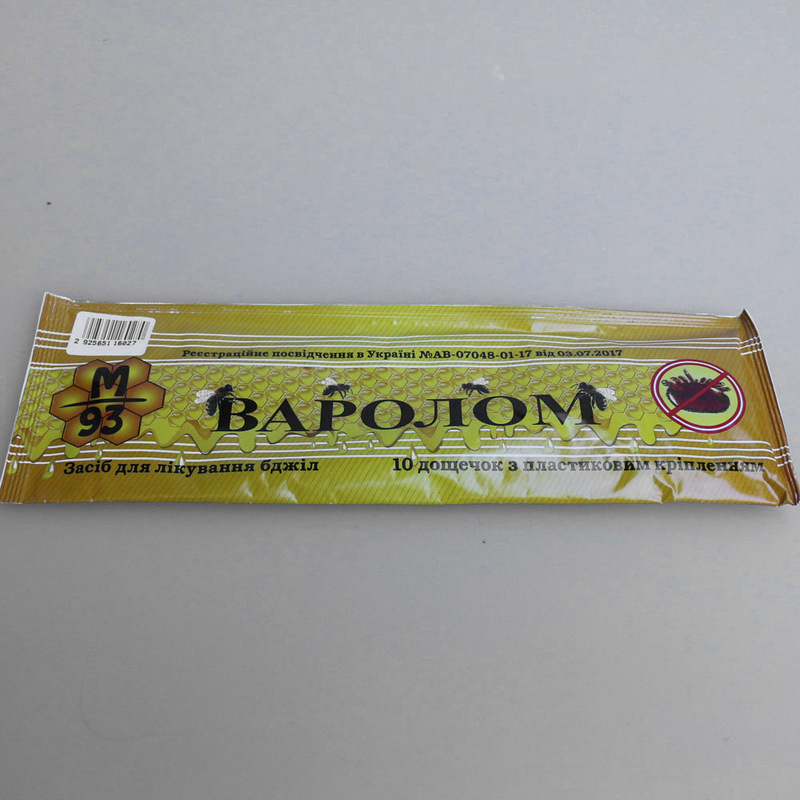 2 925651 16027
Реєстраційне посвідчення в Україні №АВ-07048-01-17 від 03.07.2017
М
93
ВАРОЛОМ
Засіб для лікування бджіл
10 дощечок з пластиковим кріпленням